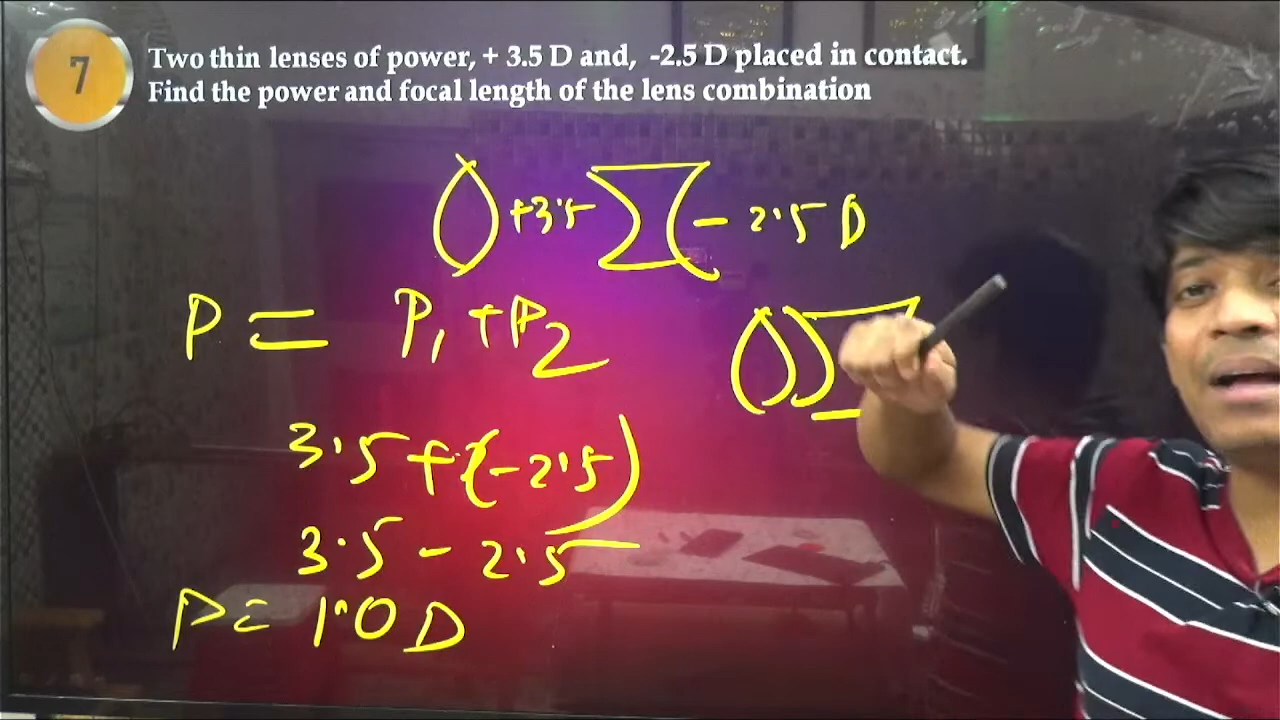 7
Two thin lenses of power, + 3.5 D and, -2.5 D placed in contact.
Find the power and focal length of the lens combination
+3.5 - 2.5 D
P = P1 + P2
3.5 + (-2.5)
3.5 - 2.5
P = 1.0 D